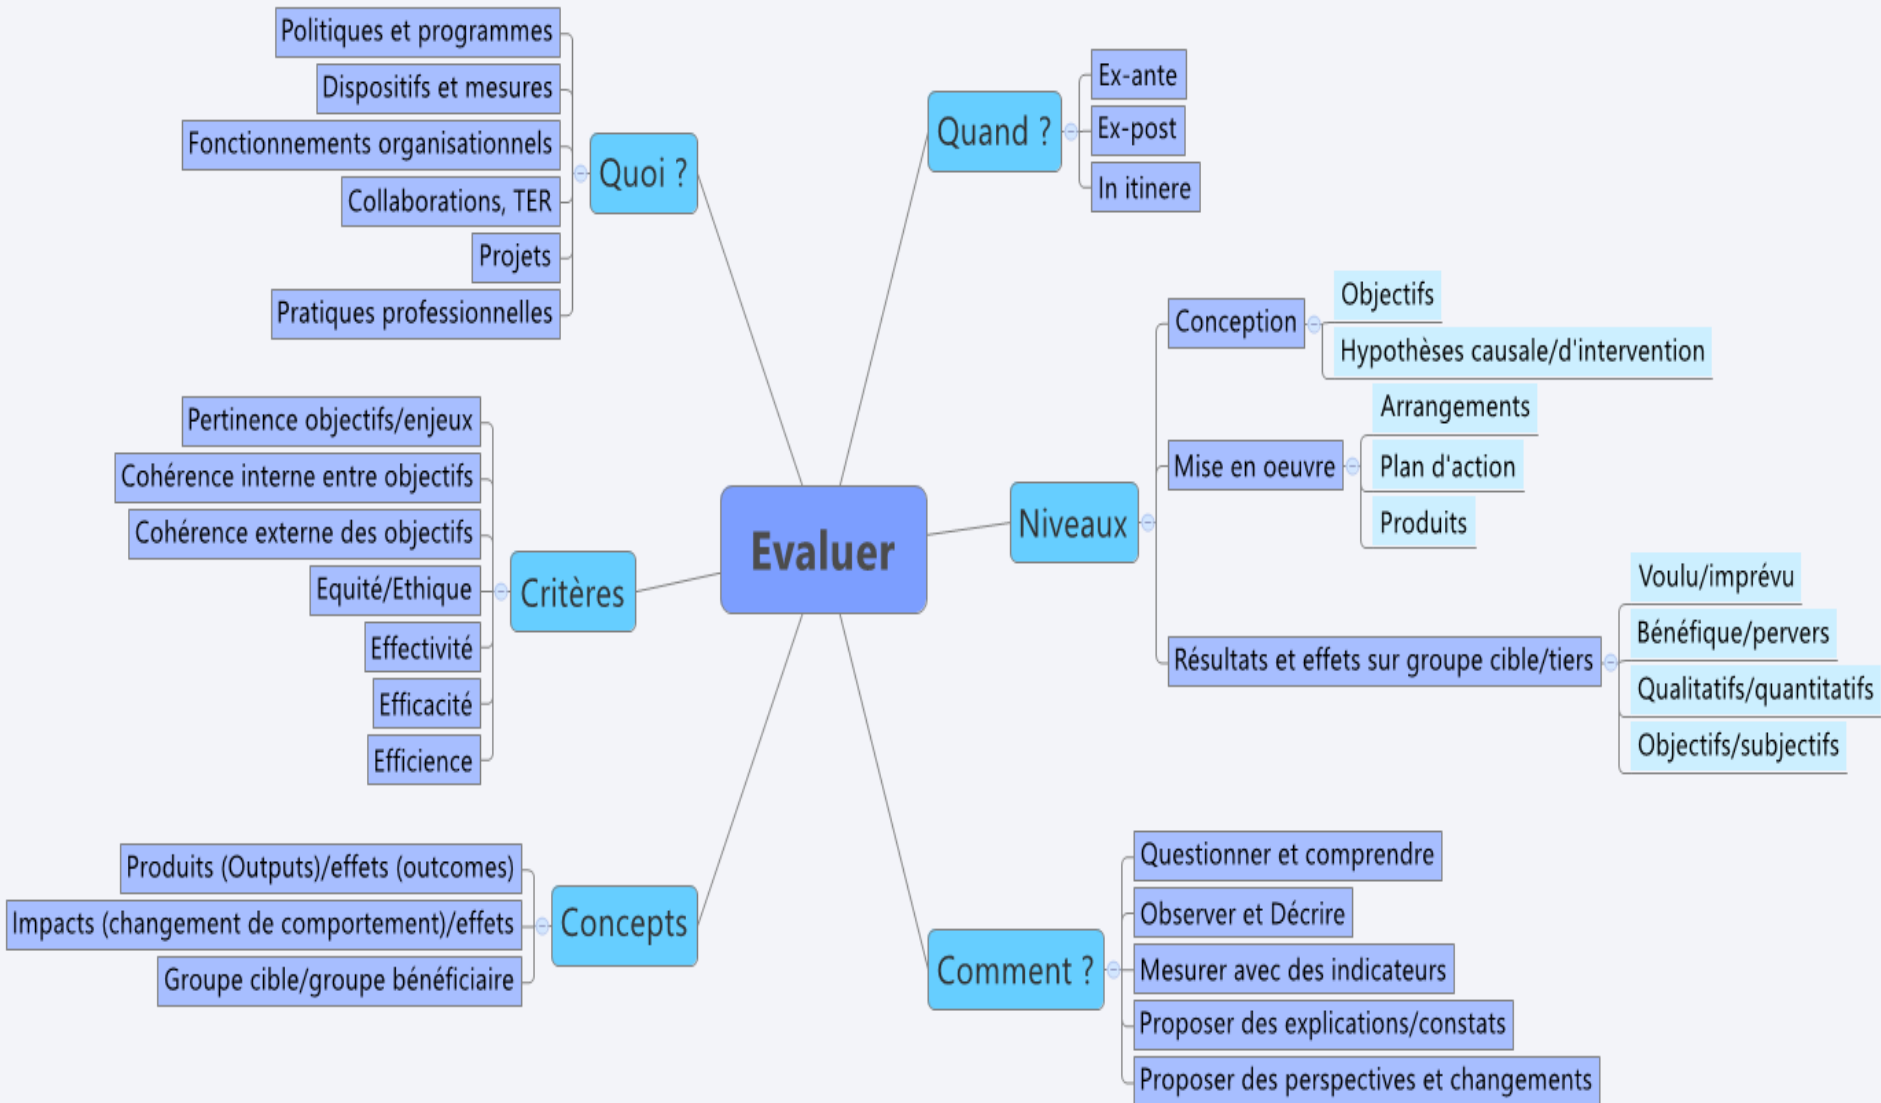 Evaluer
Quoi ?
Politiques et programmes
Dispositifs et mesures
Fonctionnements organisationnels
Collaborations, TER
Projets
Pratiques professionnelles
Critères
Pertinence objectifs/enjeux
Cohérence interne entre objectifs
Cohérence externe des objectifs
Equité/Ethique
Effectivité
Efficacité
Efficience
Concepts
Produits (Outputs)/effets (outcomes)
Impacts (changement de comportement)/effets
Groupe cible/groupe bénéficiaire
Quand ?
Ex-ante
Ex-post
In itinere
Niveaux
Conception
Objectifs
Hypothèses causale/d'intervention
Mise en oeuvre
Arrangements
Plan d'action
Produits
Résultats et effets sur groupe cible/tiers
Voulu/imprévu
Bénéfique/pervers
Qualitatifs/quantitatifs
Objectifs/subjectifs
Comment ?
Questionner et comprendre
Observer et Décrire
Mesurer avec des indicateurs
Proposer des explications/constats
Proposer des perspectives et changements